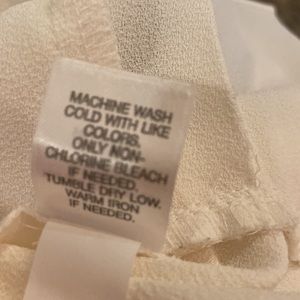 MACHINE WASH
COLD WITH LIKE
COLORS.
ONLY NON-
CHLORINE BLEACH
IF NEEDED.
TUMBLE DRY LOW.
WARM IRON
IF NEEDED.